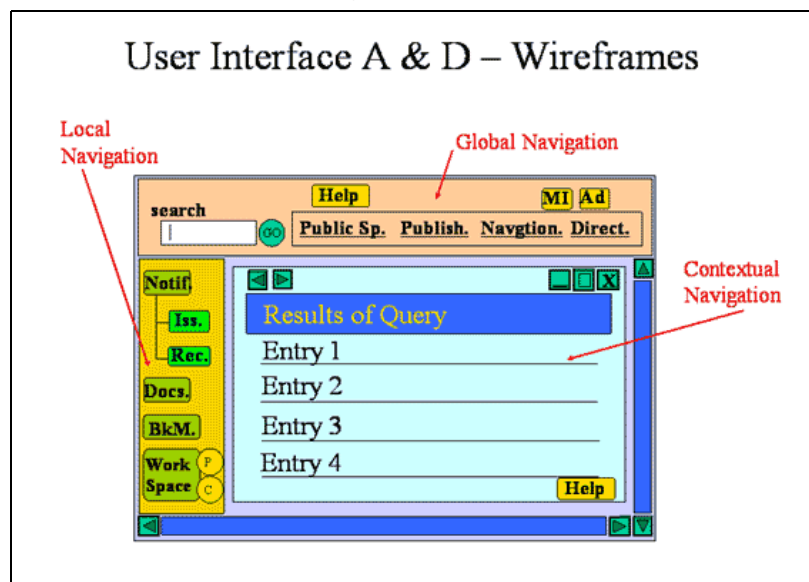 User Interface A & D – Wireframes
Local
Navigation
Global Navigation
Contextual
Navigation
Help
MI Ad
search
GO
Public Sp. Publish. Navgtion. Direct.
Notif.
Iss.
Rec.
Docs.
BkM.
Work
Space
P
C
X
Results of Query
Entry 1
Entry 2
Entry 3
Entry 4
Help